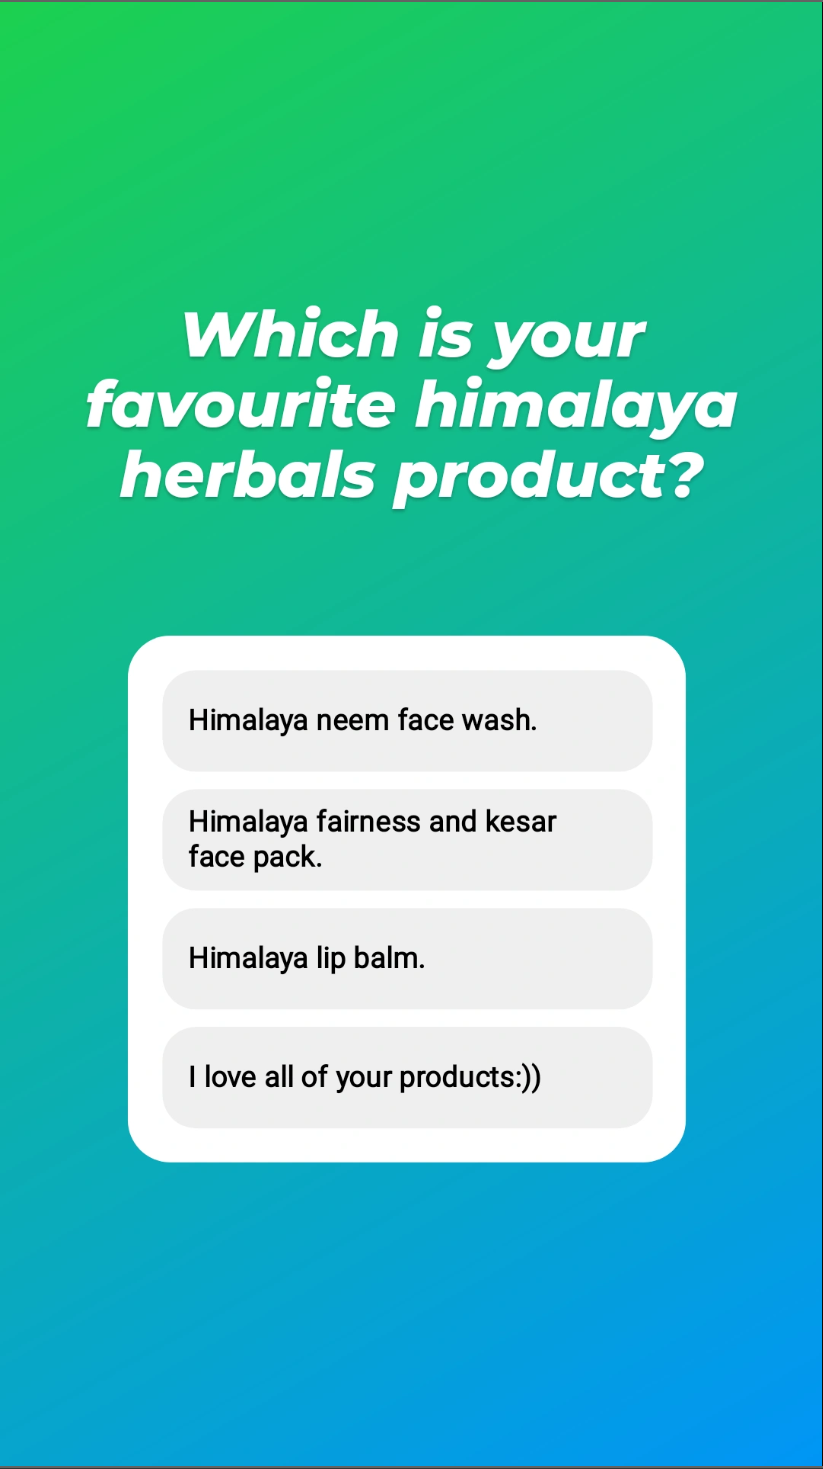 Which is your
favourite himalaya
herbals product?
Himalaya neem face wash.
Himalaya fairness and kesar
face pack.
Himalaya lip balm.
I love all of your products:))